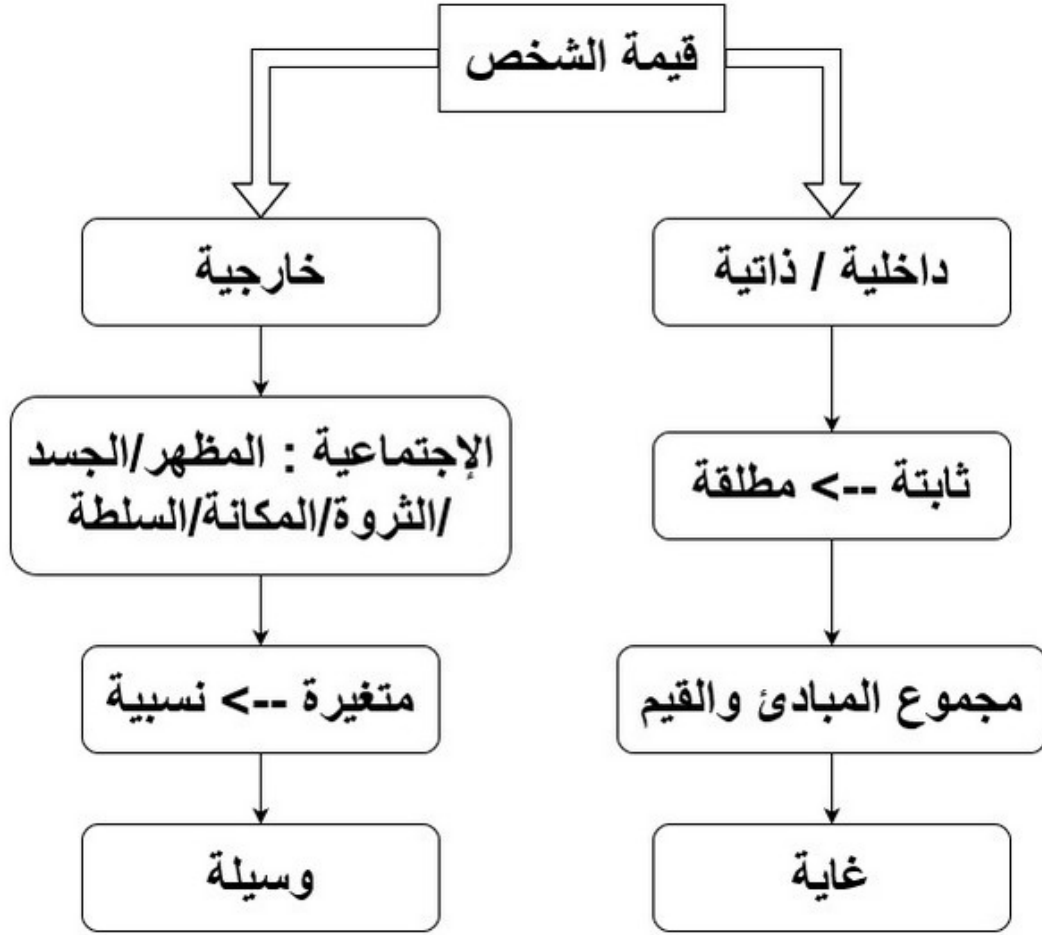 قيمة الشخص
داخلية / ذاتية
ثابتة --> مطلقة
مجموع المبادئ والقيم
غاية
خارجية
الإجتماعية : المظهر/الجسد
/الثروة/المكانة/السلطة
متغيرة --> نسبية
وسيلة